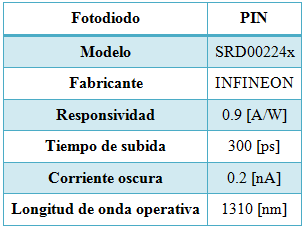 Fotodiodo PIN
Modelo SRD00224x
Fabricante INFINEON
Responsividad 0.9 [A/W]
Tiempo de subida 300 [ps]
Corriente oscura 0.2 [nA]
Longitud de onda operativa 1310 [nm]